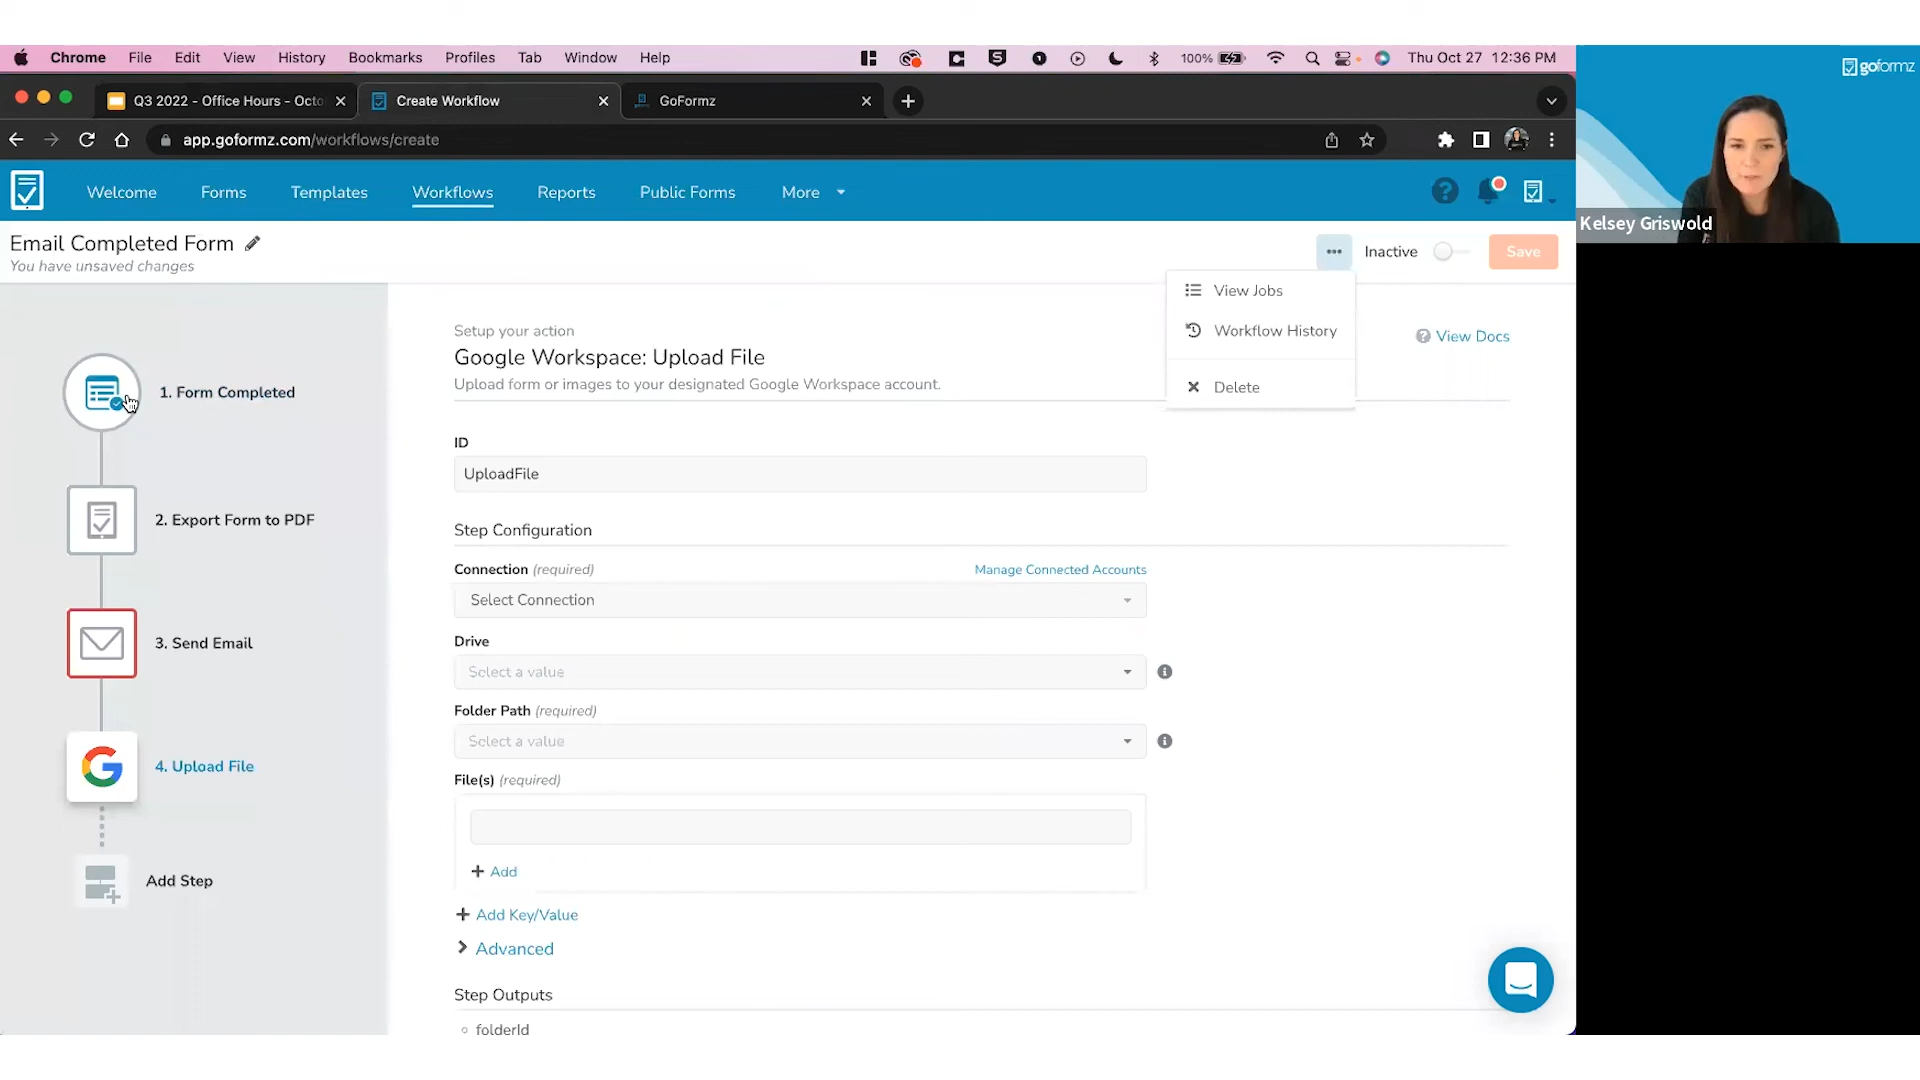 Chrome File Edit View History Bookmarks Profiles Tab Window Help 100% Thu Oct 27 12:36 PM
Q3 2022 - Office Hours - Octo Create Workflow GoFormz
app.goformz.com/workflows/create
goformz
Kelsey Griswold
Welcome Forms Templates Workflows Reports Public Forms More
Email Completed Form
You have unsaved changes
Inactive Save
View Jobs
Workflow History
Delete
1. Form Completed
2. Export Form to PDF
3. Send Email
4. Upload File
Add Step
Setup your action
Google Workspace: Upload File
Upload form or images to your designated Google Workspace account.
View Docs
ID
UploadFile
Step Configuration
Connection (required) Manage Connected Accounts
Select Connection
Drive
Select a value
Folder Path (required)
Select a value
File(s) (required)
Add
Add Key/Value
Advanced
Step Outputs
folderId